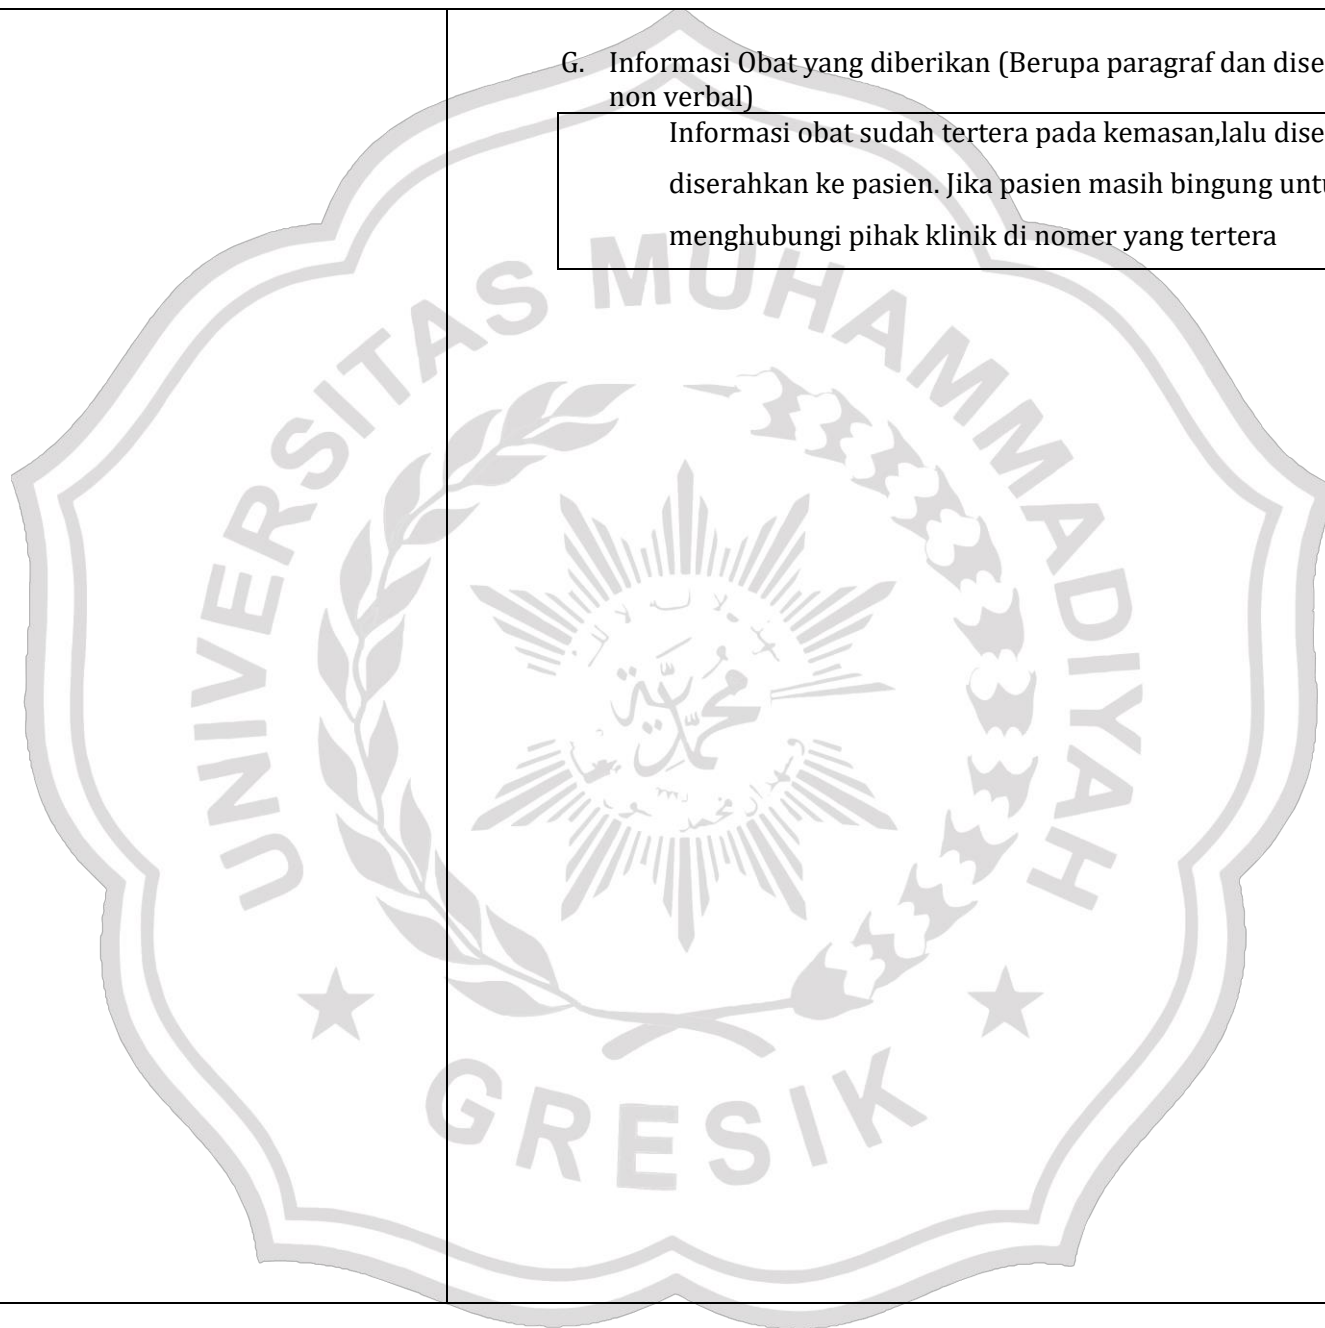 G. Informasi Obat yang diberikan (Berupa paragraf dan dise
non verbal)
Informasi obat sudah tertera pada kemasan,lalu dise
diserahkan ke pasien. Jika pasien masih bingung untu
menghubungi pihak klinik di nomer yang tertera
UNIVERSITAS MUHAMMADIYAH
محمدية
GRESIK